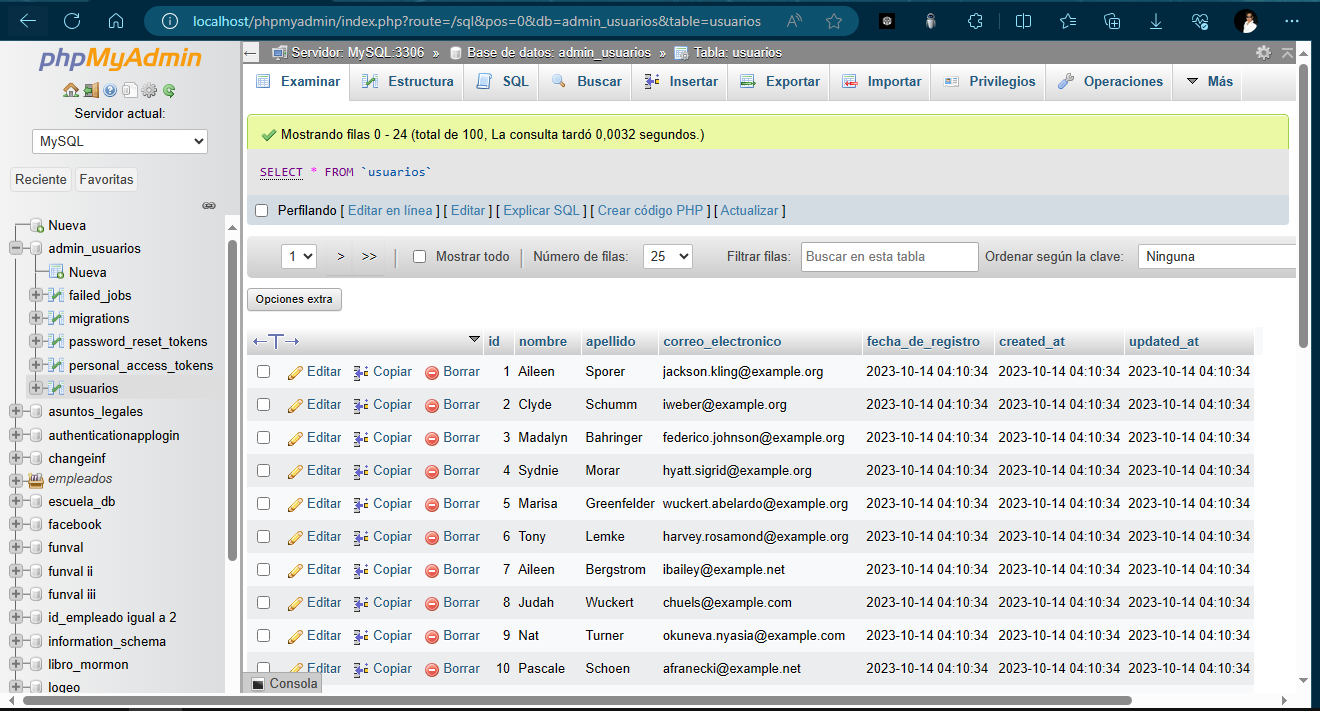 localhost/phpmyadmin/index.php?route=/sql&pos=0&db=admin_usuarios&table=usuarios
phpMyAdmin
Servidor actual:
MySQL
Reciente Favoritas
Nueva
admin_usuarios
Nueva
failed_jobs
migrations
password_reset_tokens
personal_access_tokens
usuarios
asuntos_legales
authenticationapplogin
changeinf
empleados
escuela_db
facebook
funval
funval ii
funval iii
id_empleado igual a 2
information_schema
libro_mormon
logeo
Servidor: MySQL:3306 » Base de datos: admin_usuarios » Tabla: usuarios
Examinar Estructura SQL Buscar Insertar Exportar Importar Privilegios Operaciones Más
Mostrando filas 0 - 24 (total de 100, La consulta tardó 0,0032 segundos.)
SELECT * FROM `usuarios`
Perfilando [ Editar en línea ] [ Editar ] [ Explicar SQL ] [ Crear código PHP ] [ Actualizar ]
1 > >> | Mostrar todo | Número de filas: 25 Filtrar filas: Buscar en esta tabla Ordenar según la clave: Ninguna
Opciones extra
←T→ id nombre apellido correo_electronico fecha_de_registro created_at updated_at
Editar Copiar Borrar 1 Aileen Sporer jackson.kling@example.org 2023-10-14 04:10:34 2023-10-14 04:10:34 2023-10-14 04:10:34
Editar Copiar Borrar 2 Clyde Schumm iweber@example.org 2023-10-14 04:10:34 2023-10-14 04:10:34 2023-10-14 04:10:34
Editar Copiar Borrar 3 Madalyn Bahringer federico.johnson@example.org 2023-10-14 04:10:34 2023-10-14 04:10:34 2023-10-14 04:10:34
Editar Copiar Borrar 4 Sydnie Morar hyatt.sigrid@example.org 2023-10-14 04:10:34 2023-10-14 04:10:34 2023-10-14 04:10:34
Editar Copiar Borrar 5 Marisa Greenfelder wuckert.abelardo@example.org 2023-10-14 04:10:34 2023-10-14 04:10:34 2023-10-14 04:10:34
Editar Copiar Borrar 6 Tony Lemke harvey.rosamond@example.org 2023-10-14 04:10:34 2023-10-14 04:10:34 2023-10-14 04:10:34
Editar Copiar Borrar 7 Aileen Bergstrom ibailey@example.net 2023-10-14 04:10:34 2023-10-14 04:10:34 2023-10-14 04:10:34
Editar Copiar Borrar 8 Judah Wuckert chuels@example.com 2023-10-14 04:10:34 2023-10-14 04:10:34 2023-10-14 04:10:34
Editar Copiar Borrar 9 Nat Turner okuneva.nyasia@example.com 2023-10-14 04:10:34 2023-10-14 04:10:34 2023-10-14 04:10:34
Editar Copiar Borrar 10 Pascale Schoen afranecki@example.net 2023-10-14 04:10:34 2023-10-14 04:10:34 2023-10-14 04:10:34
Consola